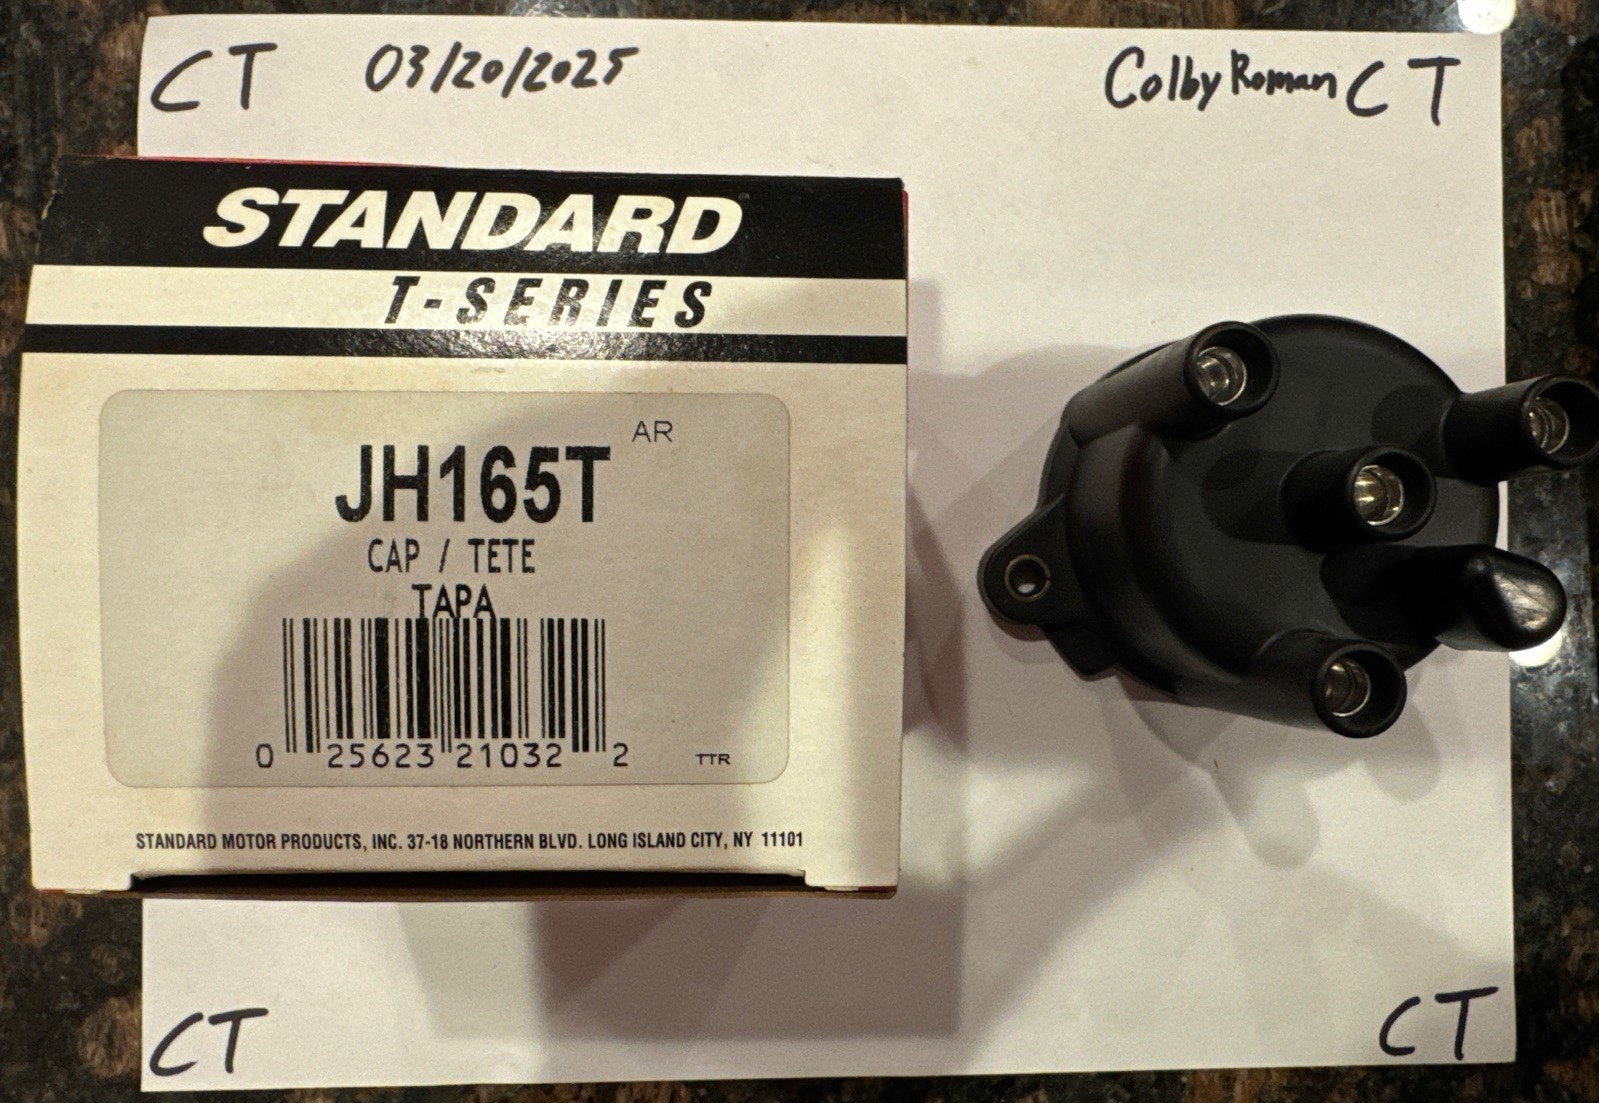 CT 03/20/2025 Colby Roman CT
STANDARD
T-SERIES
AR
JH165T
CAP / TETE
TAPA
0 25623 21032 2
TTR
STANDARD MOTOR PRODUCTS, INC. 37-18 NORTHERN BLVD. LONG ISLAND CITY, NY 11101
CT CT